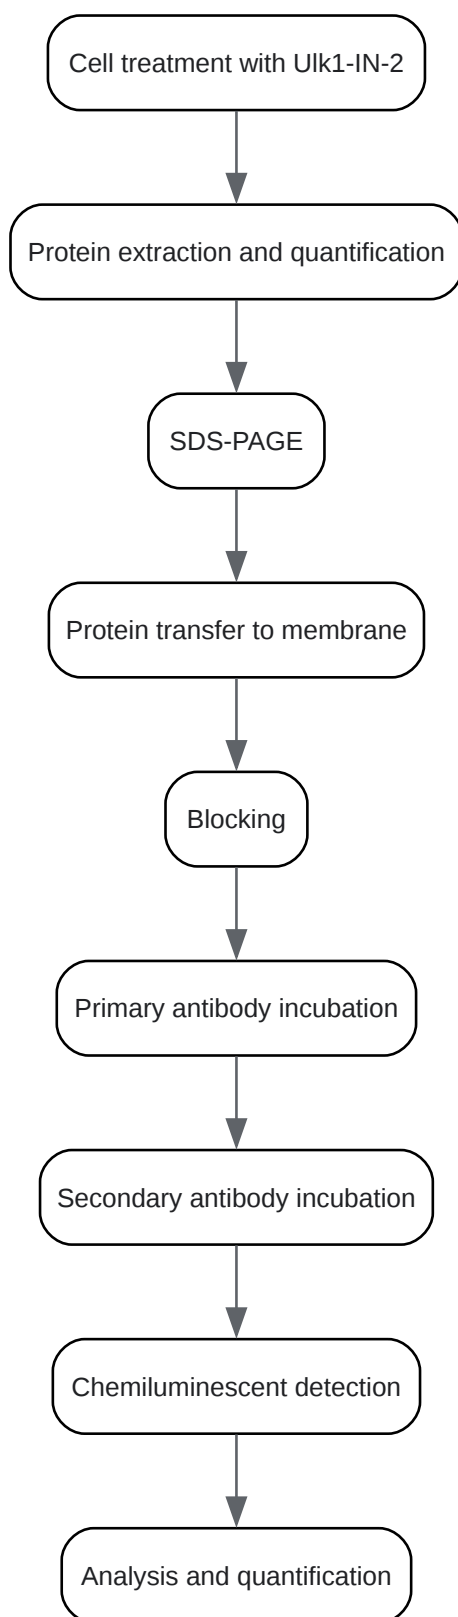 Cell treatment with Ulk1-IN-2
Protein extraction and quantification
SDS-PAGE
Protein transfer to membrane
Blocking
Primary antibody incubation
Secondary antibody incubation
Chemiluminescent detection
Analysis and quantification